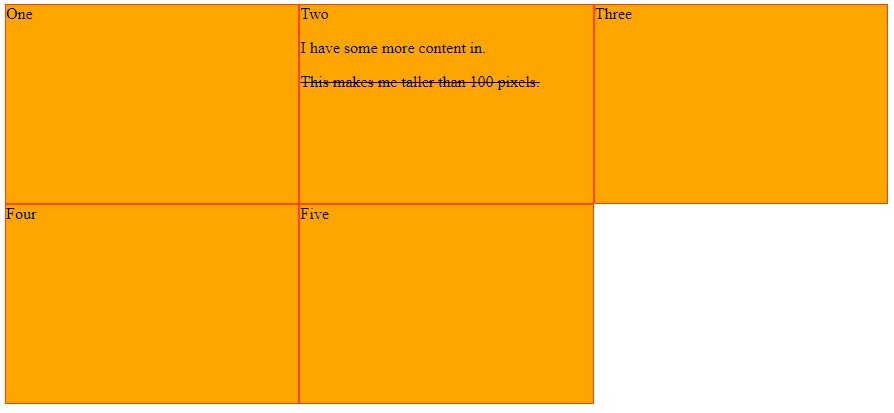 One
Two
I have some more content in.
This makes me taller than 100 pixels.
Three
Four
Five